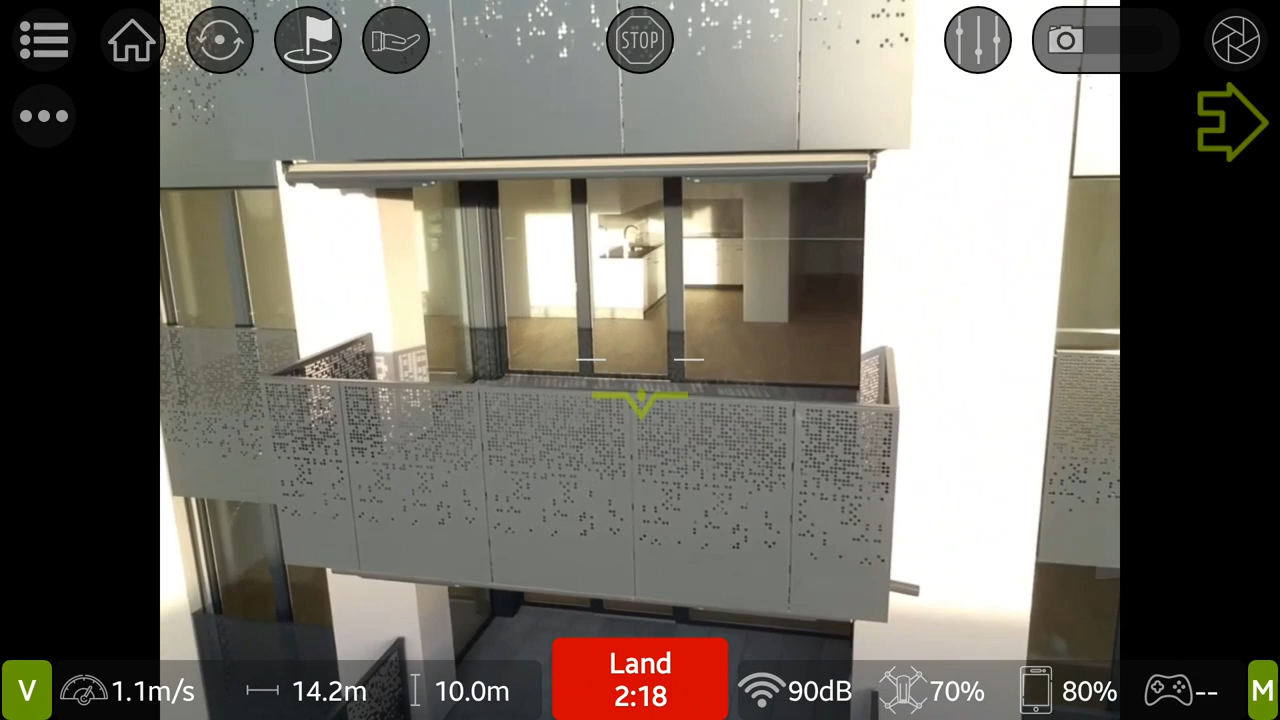 STOP
Land
2:18
V
1.1m/s
14.2m
10.0m
90dB
70%
80%
--
M